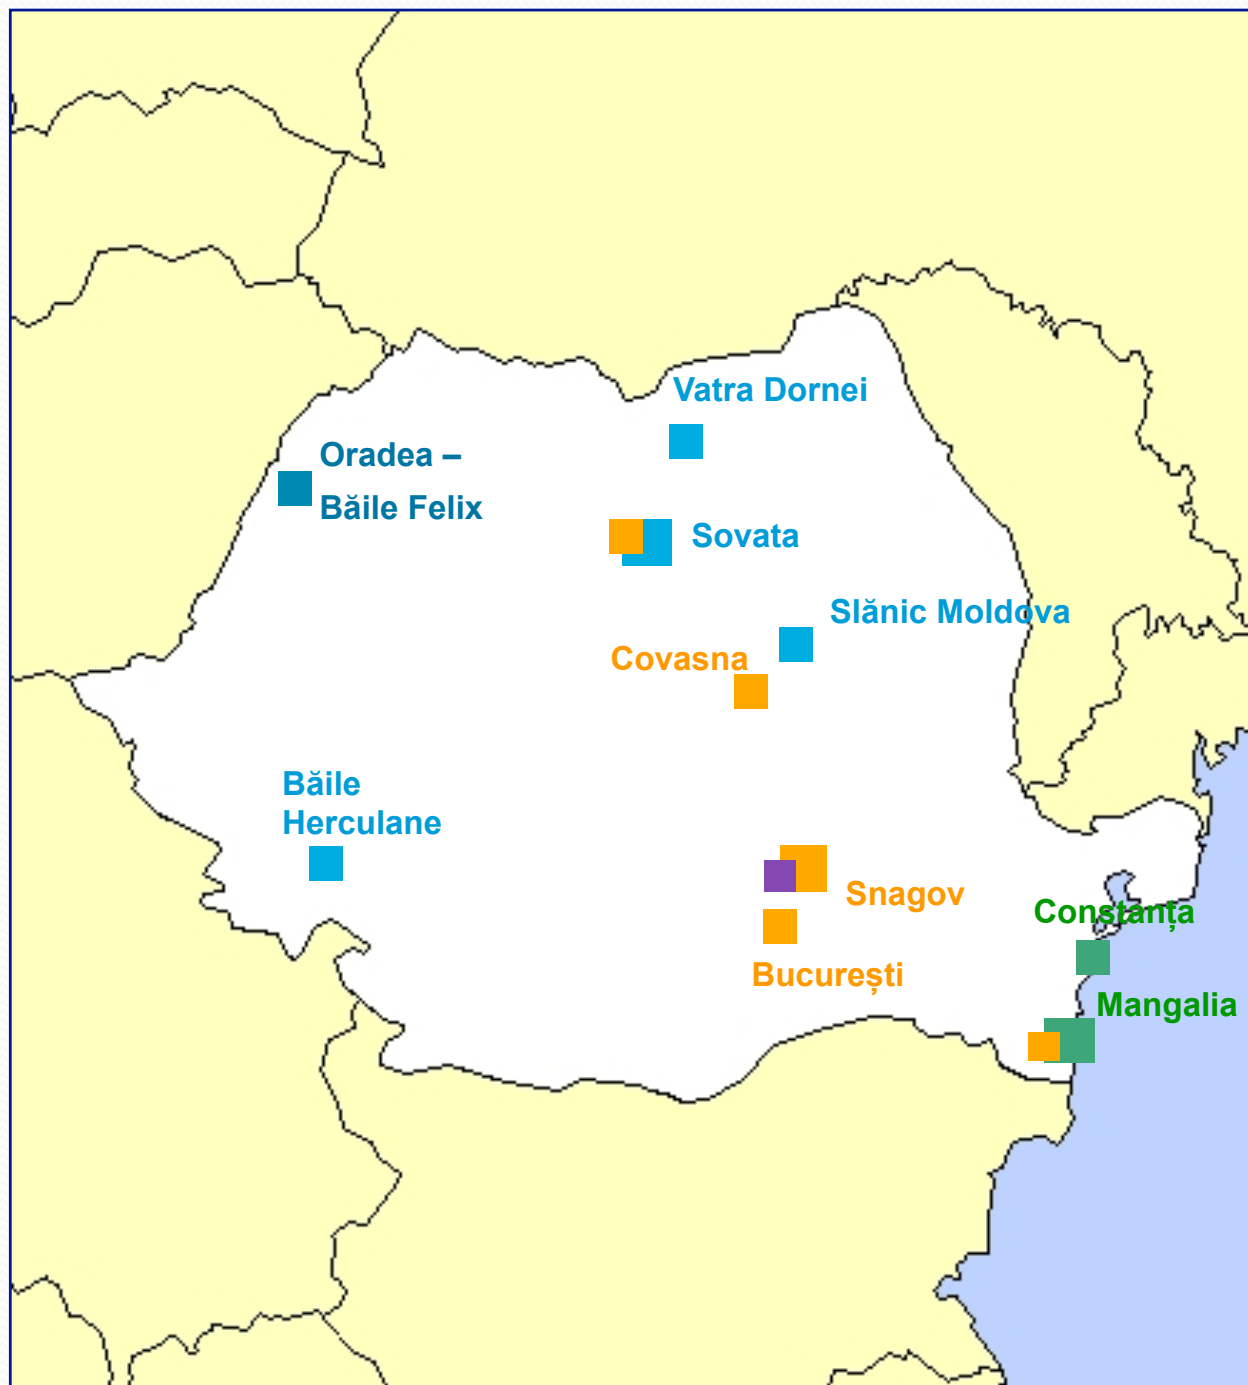 Vatra Dornei
Oradea –
Băile Felix
Sovata
Slănic Moldova
Covasna
Băile
Herculane
Snagov
Constanța
București
Mangalia